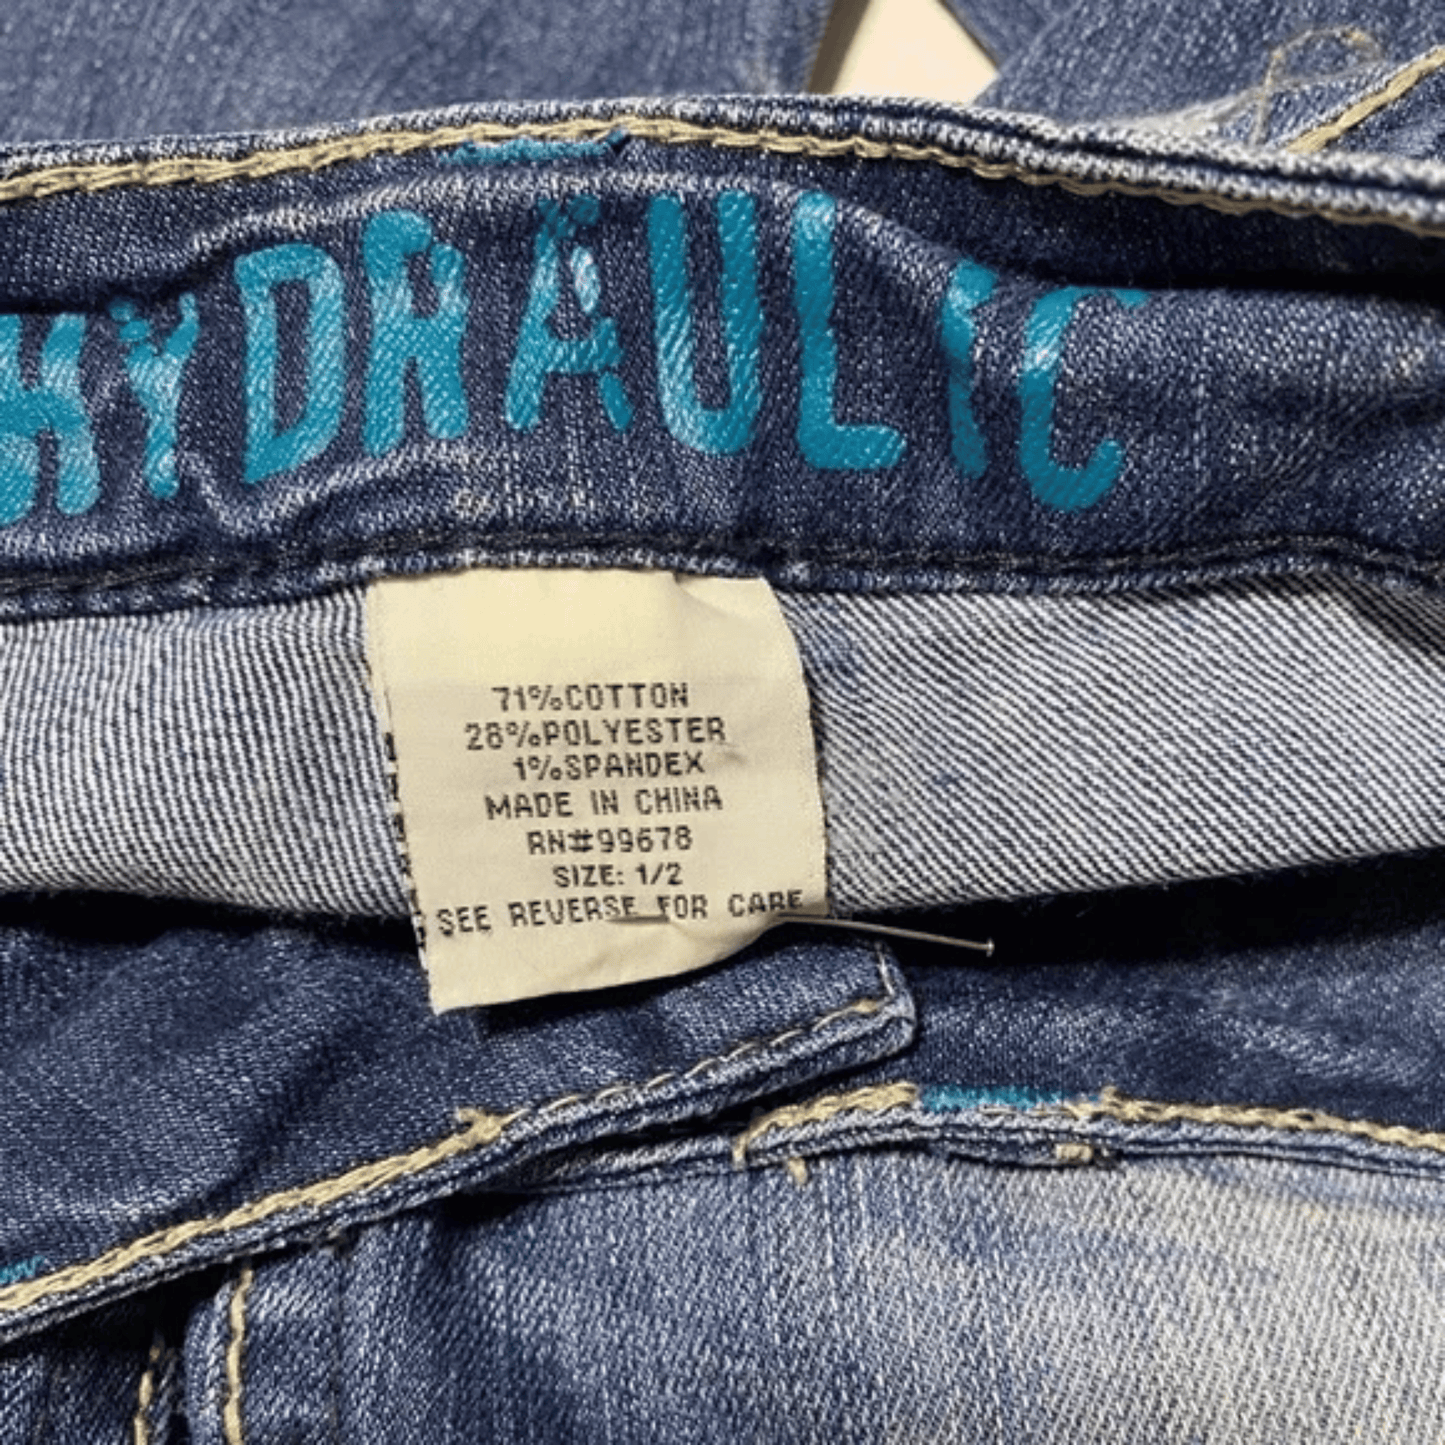 HYDRAULIC
71%COTTON
28%POLYESTER
1%SPANDEX
MADE IN CHINA
RN#99678
SIZE: 1/2
SEE REVERSE FOR CARE